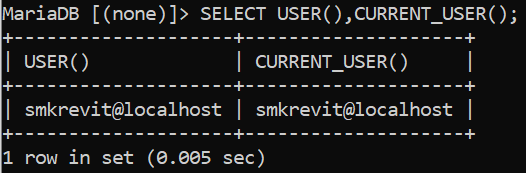 MariaDB [(none)]> SELECT USER(),CURRENT_USER();
+--------------------+--------------------+
| USER()             | CURRENT_USER()     |
+--------------------+--------------------+
| smkrevit@localhost | smkrevit@localhost |
+--------------------+--------------------+
1 row in set (0.005 sec)